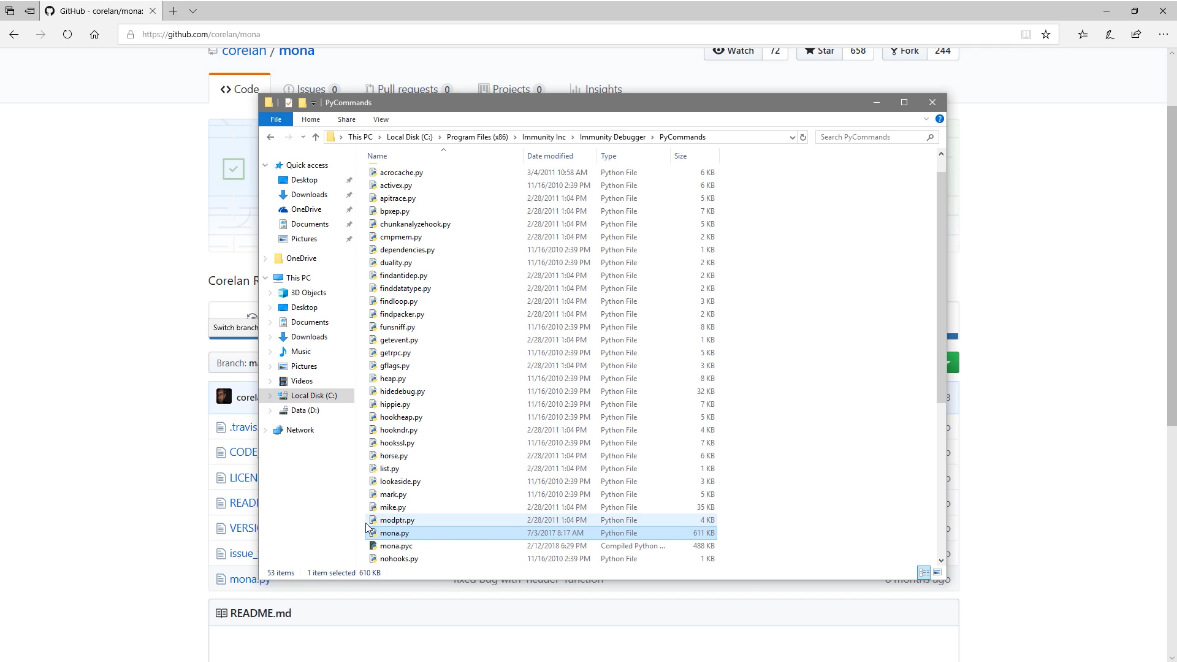 GitHub - corelan/mona:
https://github.com/corelan/mona
corelan / mona
Watch 72 Star 658 Fork 244
Code Issues 0 Pull requests 0 Projects 0 Insights
PyCommands
File Home Share View
This PC Local Disk (C:) Program Files (x86) Immunity Inc Immunity Debugger PyCommands
Search PyCommands
Name Date modified Type Size
acrocache.py 3/4/2011 10:58 AM Python File 6 KB
activex.py 11/16/2010 2:39 PM Python File 6 KB
apitrace.py 2/28/2011 1:04 PM Python File 5 KB
bpxep.py 11/16/2010 2:39 PM Python File 7 KB
chunkanalyzehook.py 2/28/2011 1:04 PM Python File 5 KB
cmpmem.py 2/28/2011 1:04 PM Python File 2 KB
dependencies.py 11/16/2010 2:39 PM Python File 1 KB
duality.py 11/16/2010 2:39 PM Python File 2 KB
findantidep.py 2/28/2011 1:04 PM Python File 2 KB
finddatatype.py 2/28/2011 1:04 PM Python File 2 KB
findloop.py 2/28/2011 1:04 PM Python File 3 KB
findpacker.py 2/28/2011 1:04 PM Python File 2 KB
funsniff.py 11/16/2010 2:39 PM Python File 8 KB
getevent.py 2/28/2011 1:04 PM Python File 1 KB
getrpc.py 11/16/2010 2:39 PM Python File 3 KB
gflags.py 2/28/2011 1:04 PM Python File 4 KB
heap.py 11/16/2010 2:39 PM Python File 8 KB
hidedebug.py 11/16/2010 2:39 PM Python File 32 KB
hippie.py 11/16/2010 2:39 PM Python File 7 KB
hookheap.py 2/28/2011 1:04 PM Python File 5 KB
hookndr.py 2/28/2011 1:04 PM Python File 4 KB
hookssl.py 11/16/2010 2:39 PM Python File 7 KB
horse.py 2/28/2011 1:04 PM Python File 6 KB
list.py 2/28/2011 1:04 PM Python File 1 KB
lookaside.py 2/28/2011 1:04 PM Python File 3 KB
mark.py 11/16/2010 2:39 PM Python File 5 KB
mike.py 2/28/2011 1:04 PM Python File 35 KB
modptr.py 2/28/2011 1:04 PM Python File 4 KB
mona.py 7/3/2017 8:17 AM Python File 611 KB
mona.pyc 2/12/2018 6:29 PM Compiled Python ... 488 KB
nohooks.py 11/16/2010 2:39 PM Python File 1 KB
Quick access
Desktop
Downloads
OneDrive
Documents
Pictures
OneDrive
This PC
3D Objects
Desktop
Documents
Downloads
Music
Pictures
Videos
Local Disk (C:)
Data (D:)
Network
53 items 1 item selected 610 KB
Corelan R
Switch branch
Branch: ma
corela
.travis
CODE
LICEN
READ
VERSI
issue_
mona.py fixed bug with 'header' function 8 months ago
README.md